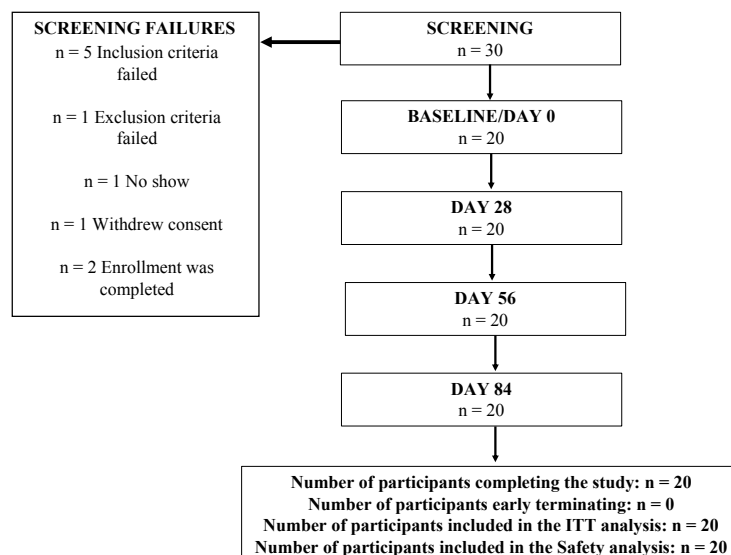 SCREENING FAILURES
n = 5 Inclusion criteria
failed
n = 1 Exclusion criteria
failed
n = 1 No show
n = 1 Withdrew consent
n = 2 Enrollment was
completed
SCREENING
n = 30
BASELINE/DAY 0
n = 20
DAY 28
n = 20
DAY 56
n = 20
DAY 84
n = 20
Number of participants completing the study: n = 20
Number of participants early terminating: n = 0
Number of participants included in the ITT analysis: n = 20
Number of participants included in the Safety analysis: n = 20